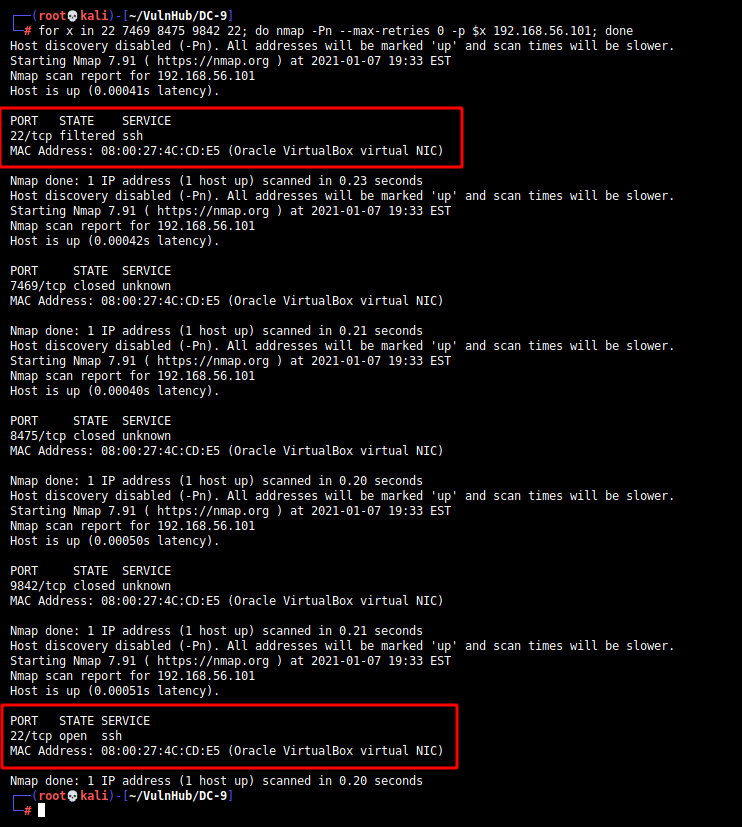 ┌──(root💀kali)-[~/VulnHub/DC-9]
└─# for x in 22 7469 8475 9842 22; do nmap -Pn --max-retries 0 -p $x 192.168.56.101; done
Host discovery disabled (-Pn). All addresses will be marked 'up' and scan times will be slower.
Starting Nmap 7.91 ( https://nmap.org ) at 2021-01-07 19:33 EST
Nmap scan report for 192.168.56.101
Host is up (0.00041s latency).

PORT   STATE    SERVICE
22/tcp filtered ssh
MAC Address: 08:00:27:4C:CD:E5 (Oracle VirtualBox virtual NIC)

Nmap done: 1 IP address (1 host up) scanned in 0.23 seconds
Host discovery disabled (-Pn). All addresses will be marked 'up' and scan times will be slower.
Starting Nmap 7.91 ( https://nmap.org ) at 2021-01-07 19:33 EST
Nmap scan report for 192.168.56.101
Host is up (0.00042s latency).

PORT     STATE  SERVICE
7469/tcp closed unknown
MAC Address: 08:00:27:4C:CD:E5 (Oracle VirtualBox virtual NIC)

Nmap done: 1 IP address (1 host up) scanned in 0.21 seconds
Host discovery disabled (-Pn). All addresses will be marked 'up' and scan times will be slower.
Starting Nmap 7.91 ( https://nmap.org ) at 2021-01-07 19:33 EST
Nmap scan report for 192.168.56.101
Host is up (0.00040s latency).

PORT     STATE  SERVICE
8475/tcp closed unknown
MAC Address: 08:00:27:4C:CD:E5 (Oracle VirtualBox virtual NIC)

Nmap done: 1 IP address (1 host up) scanned in 0.20 seconds
Host discovery disabled (-Pn). All addresses will be marked 'up' and scan times will be slower.
Starting Nmap 7.91 ( https://nmap.org ) at 2021-01-07 19:33 EST
Nmap scan report for 192.168.56.101
Host is up (0.00050s latency).

PORT     STATE  SERVICE
9842/tcp closed unknown
MAC Address: 08:00:27:4C:CD:E5 (Oracle VirtualBox virtual NIC)

Nmap done: 1 IP address (1 host up) scanned in 0.21 seconds
Host discovery disabled (-Pn). All addresses will be marked 'up' and scan times will be slower.
Starting Nmap 7.91 ( https://nmap.org ) at 2021-01-07 19:33 EST
Nmap scan report for 192.168.56.101
Host is up (0.00051s latency).

PORT   STATE SERVICE
22/tcp open  ssh
MAC Address: 08:00:27:4C:CD:E5 (Oracle VirtualBox virtual NIC)

Nmap done: 1 IP address (1 host up) scanned in 0.20 seconds
┌──(root💀kali)-[~/VulnHub/DC-9]
└─#